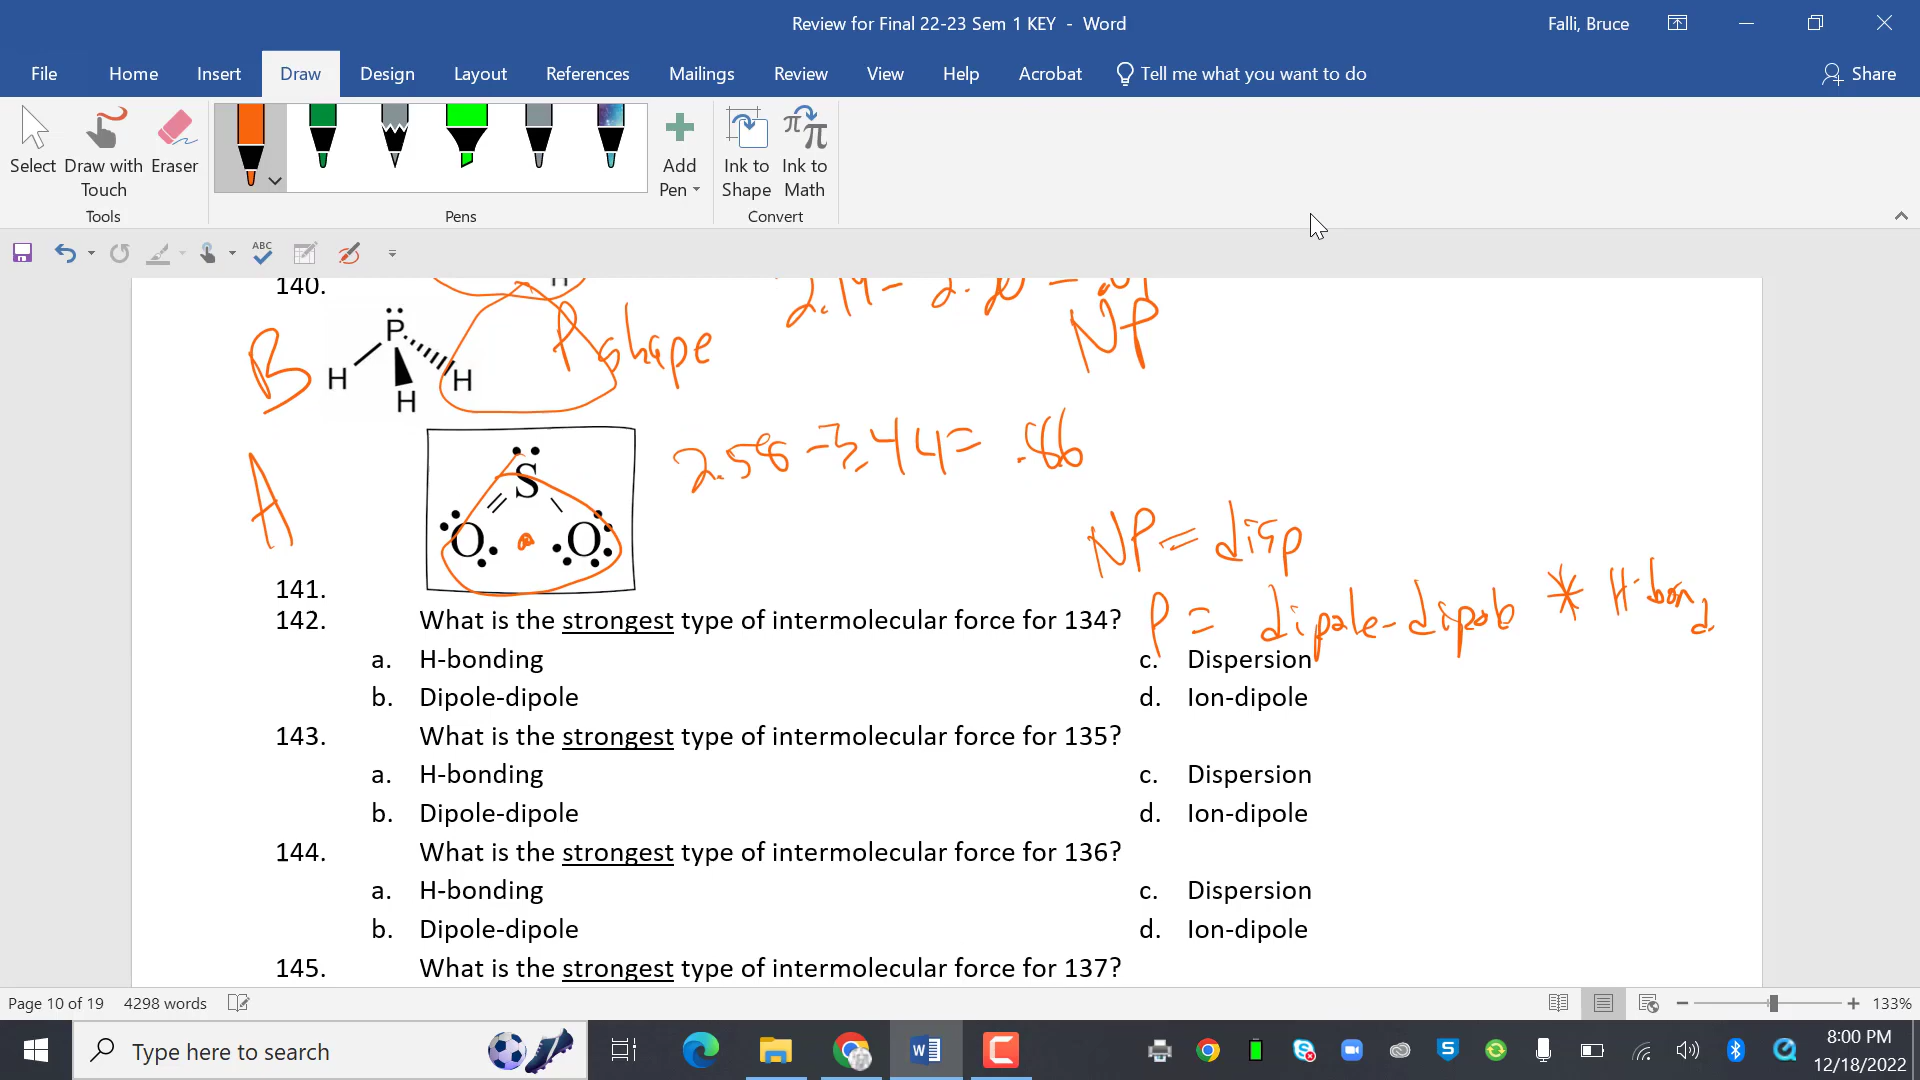 Review for Final 22-23 Sem 1 KEY - Word
Falli, Bruce
File Home Insert Draw Design Layout References Mailings Review View Help Acrobat Tell me what you want to do Share
Select
Draw with Touch
Eraser
Add Pen
Ink to Shape
Ink to Math
Tools
Pens
Convert
ABC
140.
H
NP
B
P
H
H
H
P shape
A
S
O
O
2.58 - 3.44 = .86
NP = disp
P = dipole-dipole * H-bond
141.
142. What is the strongest type of intermolecular force for 134?
a. H-bonding c. Dispersion
b. Dipole-dipole d. Ion-dipole
143. What is the strongest type of intermolecular force for 135?
a. H-bonding c. Dispersion
b. Dipole-dipole d. Ion-dipole
144. What is the strongest type of intermolecular force for 136?
a. H-bonding c. Dispersion
b. Dipole-dipole d. Ion-dipole
145. What is the strongest type of intermolecular force for 137?
Page 10 of 19 4298 words
133%
Type here to search
8:00 PM
12/18/2022